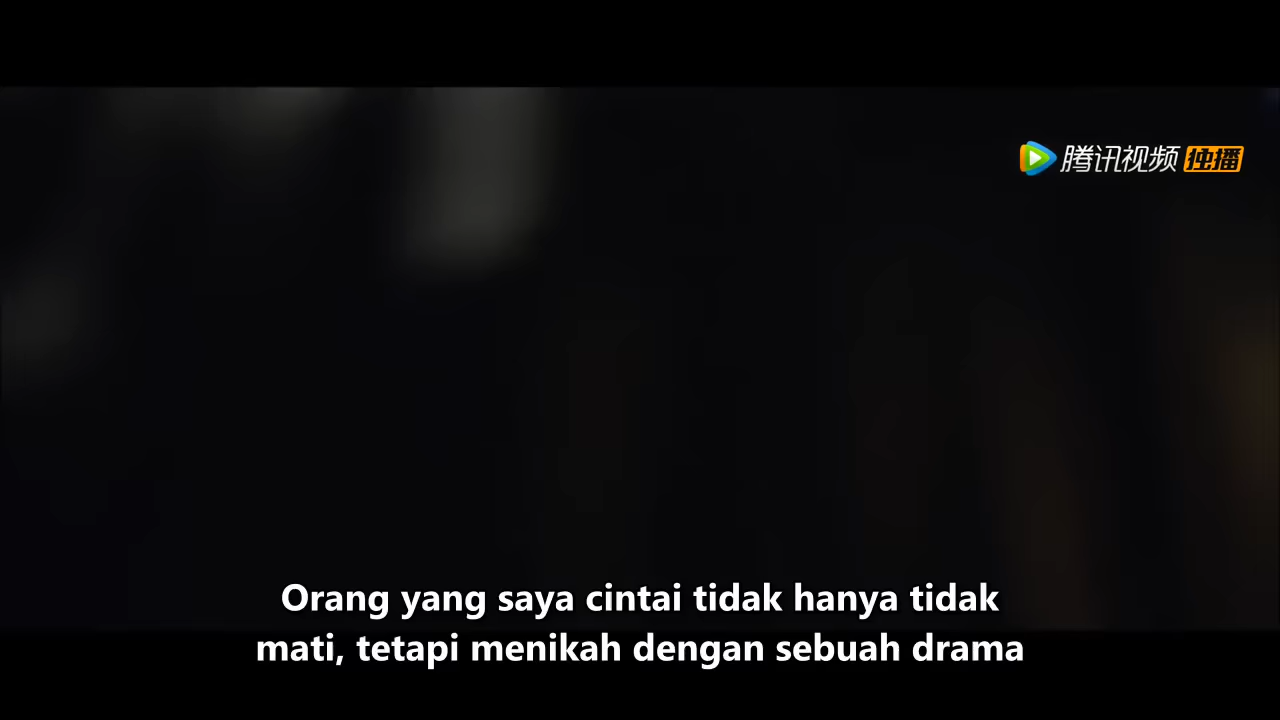 腾讯视频 独播
Orang yang saya cintai tidak hanya tidak
mati, tetapi menikah dengan sebuah drama